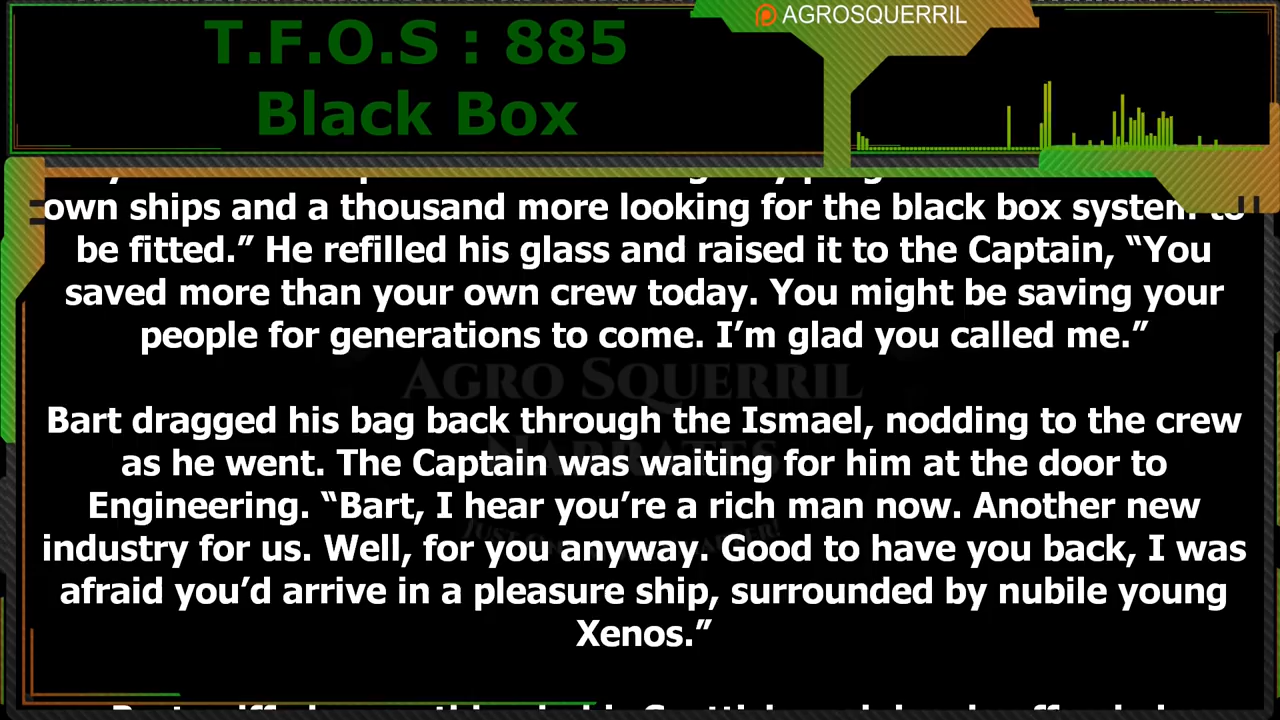 AGROSQUERRIL
T.F.O.S : 885
Black Box
own ships and a thousand more looking for the black box system to
be fitted.” He refilled his glass and raised it to the Captain, “You
saved more than your own crew today. You might be saving your
people for generations to come. I’m glad you called me.”
AGRO SQUERRIL
NARRATES
Bart dragged his bag back through the Ismael, nodding to the crew
as he went. The Captain was waiting for him at the door to
Engineering. “Bart, I hear you’re a rich man now. Another new
industry for us. Well, for you anyway. Good to have you back, I was
afraid you’d arrive in a pleasure ship, surrounded by nubile young
Xenos.”